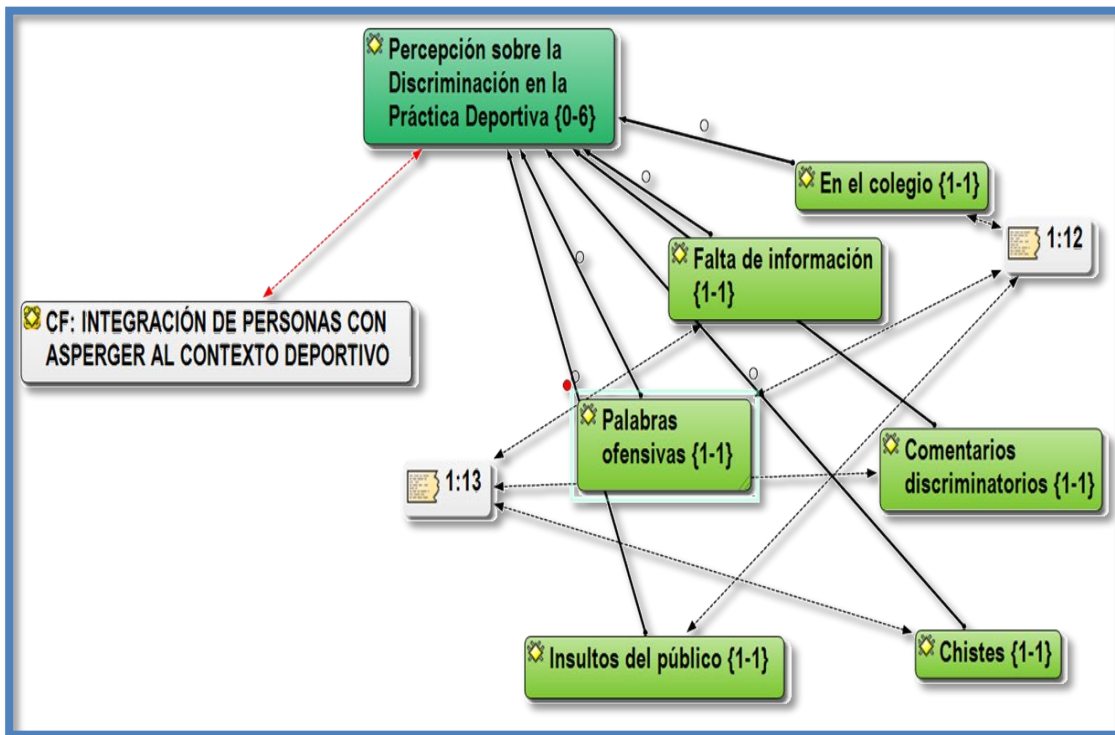 Percepción sobre la
Discriminación en la
Práctica Deportiva {0-6}
O
En el colegio {1-1}
O
1:12
Falta de información
{1-1}
O
CF: INTEGRACIÓN DE PERSONAS CON
ASPERGER AL CONTEXTO DEPORTIVO
O
O
Palabras
ofensivas {1-1}
Comentarios
discriminatorios {1-1}
1:13
Insultos del público {1-1}
Chistes {1-1}